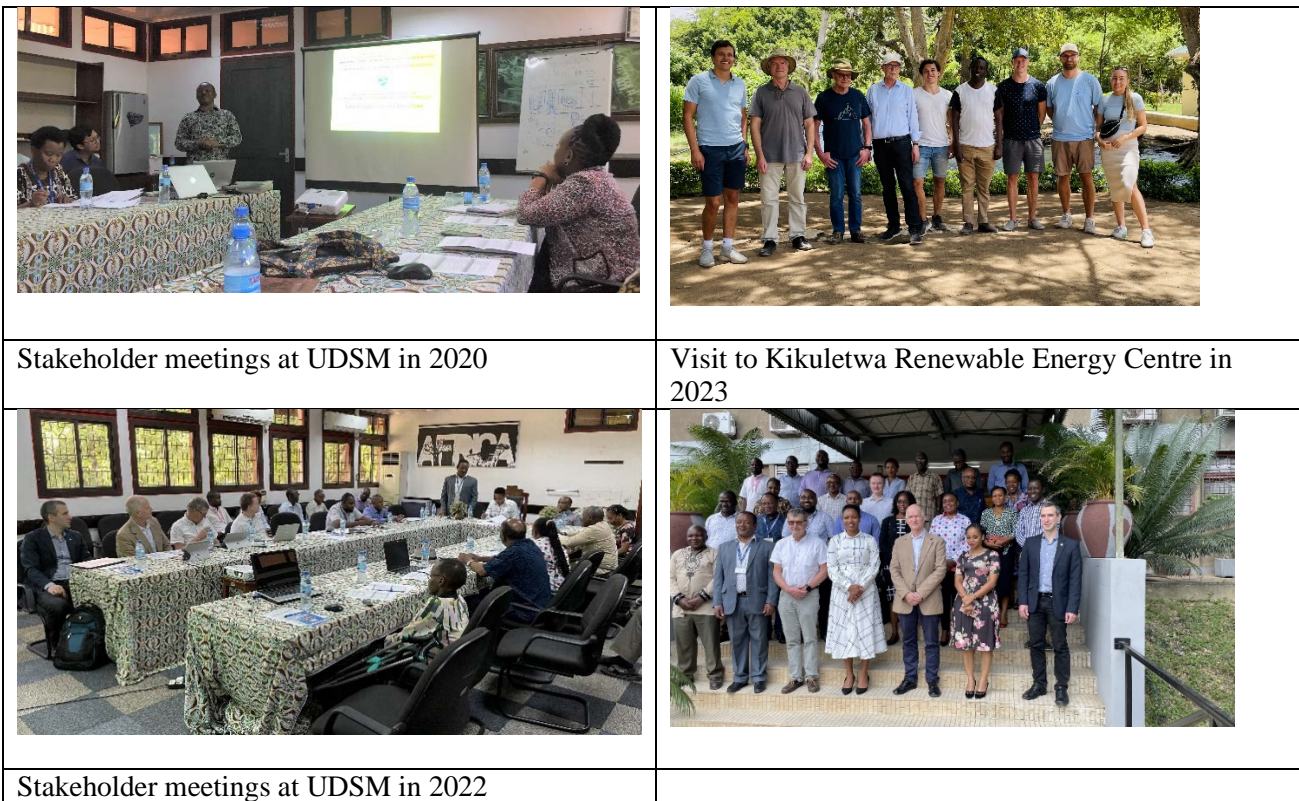 AFRICA
Stakeholder meetings at UDSM in 2020
Visit to Kikuletwa Renewable Energy Centre in
2023
Stakeholder meetings at UDSM in 2022